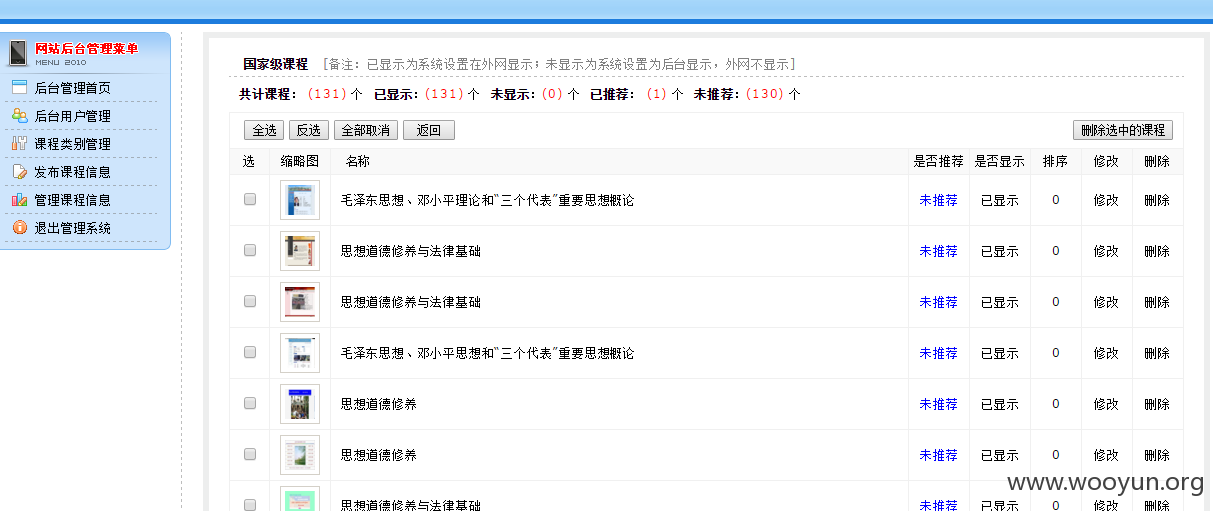 网站后台管理菜单
MENU 2010
后台管理首页
后台用户管理
课程类别管理
发布课程信息
管理课程信息
退出管理系统
国家级课程 [备注：已显示为系统设置在外网显示；未显示为系统设置为后台显示，外网不显示]
共计课程：(131)个 已显示：(131)个 未显示：(0)个 已推荐：(1)个 未推荐：(130)个
全选 反选 全部取消 返回 删除选中的课程
选 缩略图 名称 是否推荐 是否显示 排序 修改 删除
毛泽东思想、邓小平理论和“三个代表”重要思想概论 未推荐 已显示 0 修改 删除
思想道德修养与法律基础 未推荐 已显示 0 修改 删除
思想道德修养与法律基础 未推荐 已显示 0 修改 删除
毛泽东思想、邓小平思想和“三个代表”重要思想概论 未推荐 已显示 0 修改 删除
思想道德修养 未推荐 已显示 0 修改 删除
思想道德修养 未推荐 已显示 0 修改 删除
www.wooyun.org
思想道德修养与法律基础 未推荐 已显示 0 修改 删除